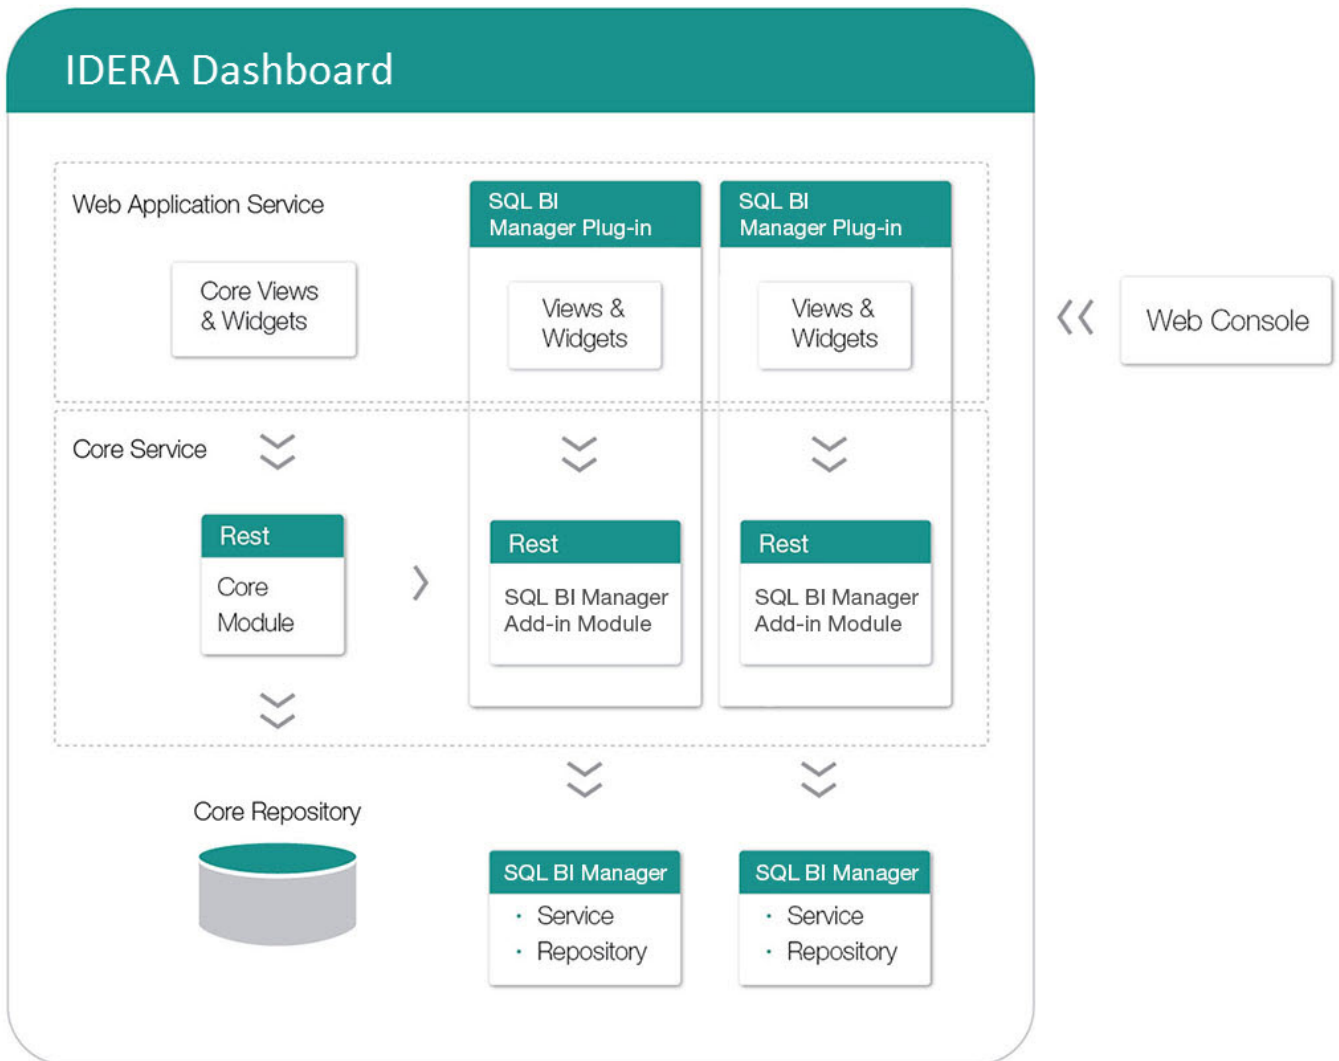 IDERA Dashboard
Web Application Service
Core Views
& Widgets
SQL BI
Manager Plug-in
Views &
Widgets
SQL BI
Manager Plug-in
Views &
Widgets
Web Console
Core Service
Rest
Core
Module
Rest
SQL BI Manager
Add-in Module
Rest
SQL BI Manager
Add-in Module
Core Repository
SQL BI Manager
· Service
· Repository
SQL BI Manager
· Service
· Repository